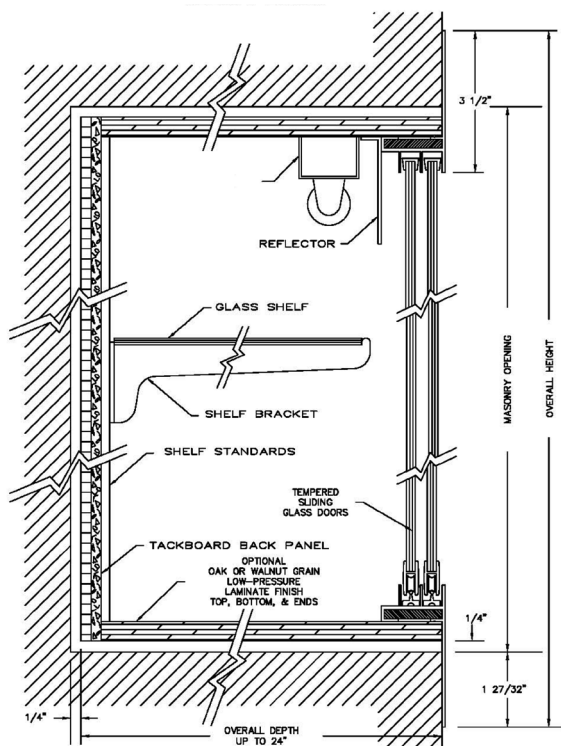 3 1/2"
REFLECTOR
GLASS SHELF
SHELF BRACKET
SHELF STANDARDS
MASONRY OPENING
OVERALL HEIGHT
TEMPERED
SLIDING
GLASS DOORS
TACKBOARD BACK PANEL
OPTIONAL
OAK OR WALNUT GRAIN
LOW-PRESSURE
LAMINATE FINISH
TOP, BOTTOM, & ENDS
1/4"
1 27/32"
1/4"
OVERALL DEPTH
UP TO 24"